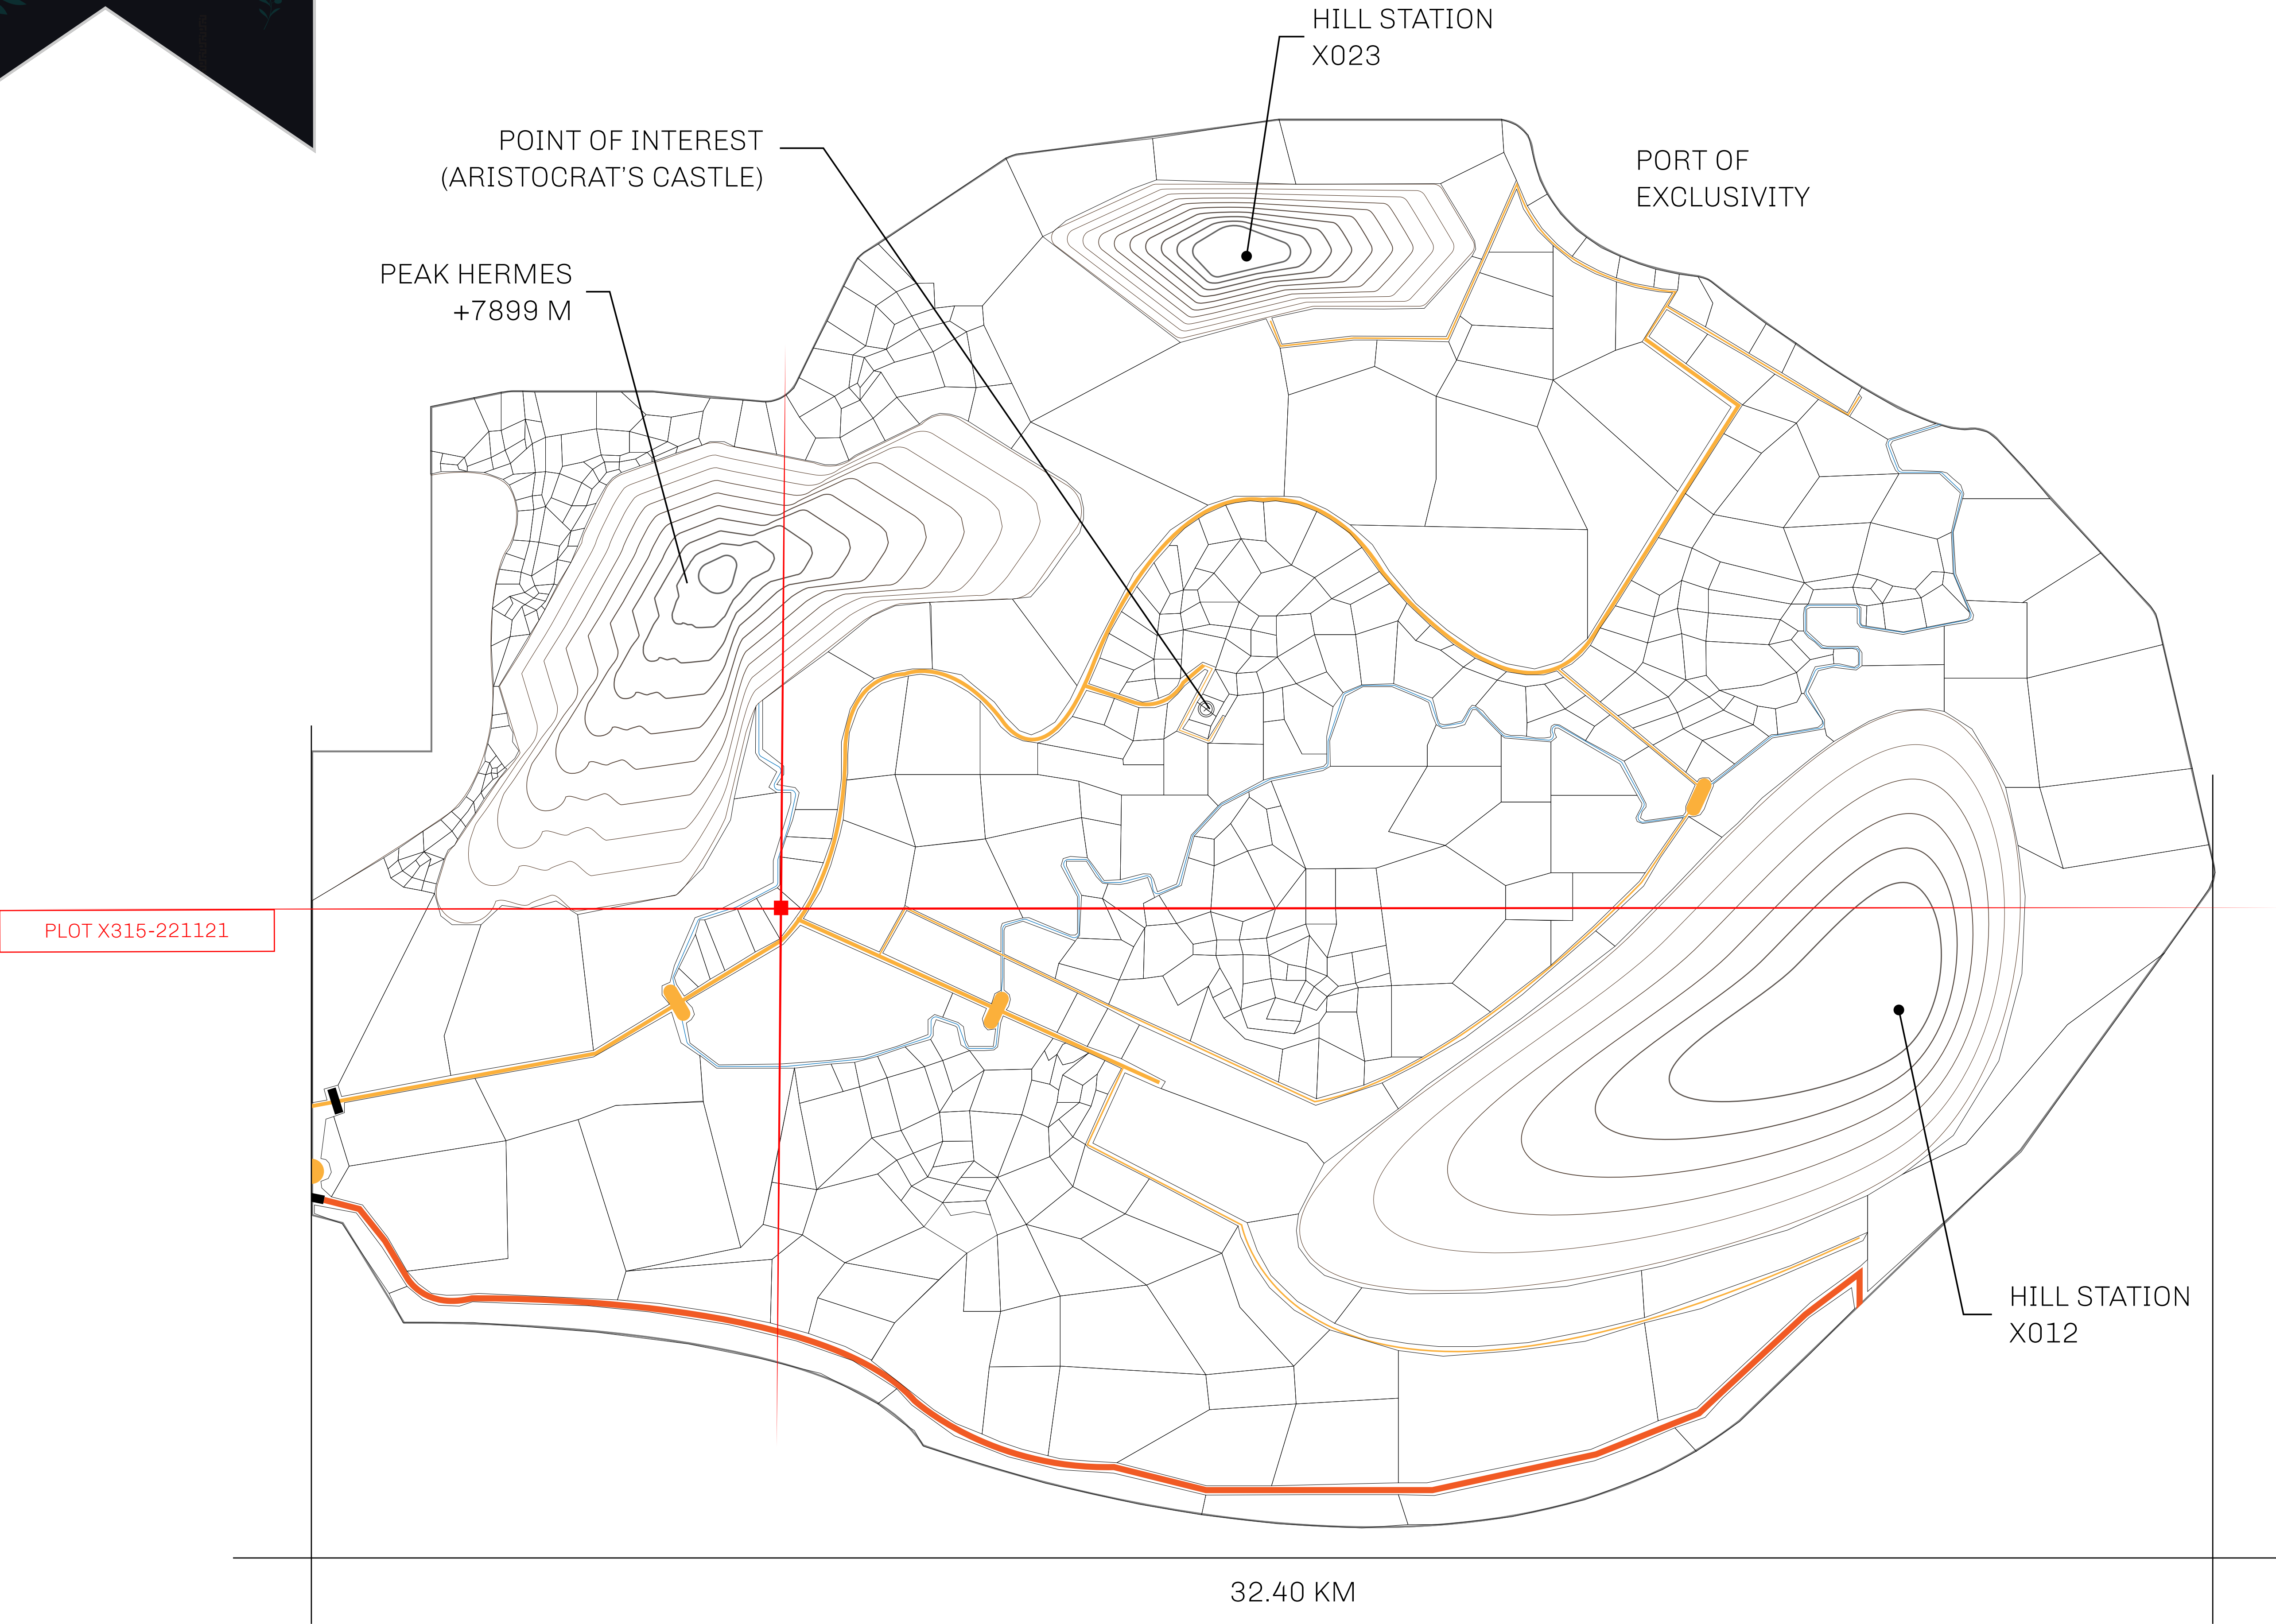 HILL STATION
X023
POINT OF INTEREST
(ARISTOCRAT'S CASTLE)
PORT OF
EXCLUSIVITY
PEAK HERMES
+7899 M
PLOT X315-221121
HILL STATION
X012
32.40 KM